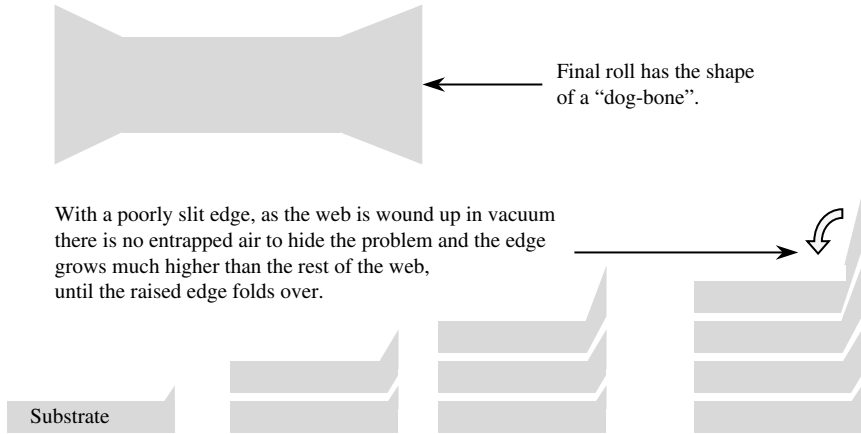 Final roll has the shape
of a “dog-bone”.
With a poorly slit edge, as the web is wound up in vacuum
there is no entrapped air to hide the problem and the edge
grows much higher than the rest of the web,
until the raised edge folds over.
Substrate